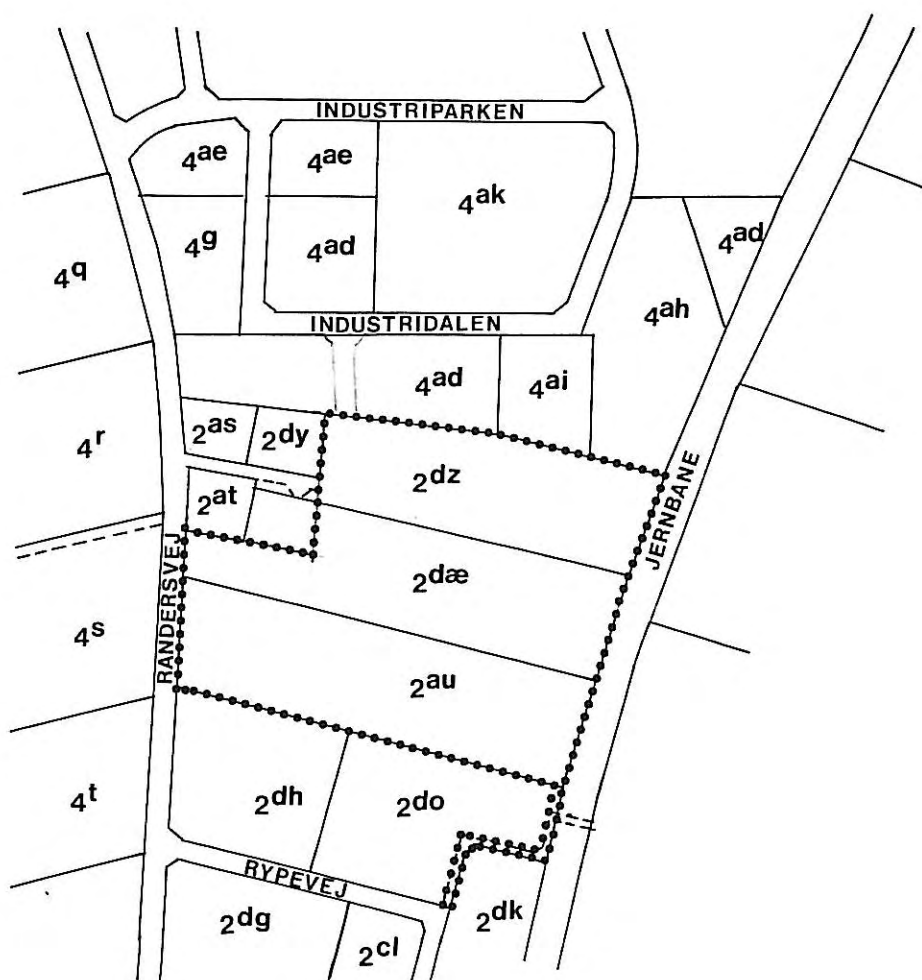 INDUSTRIPARKEN
4ae
4ae
4ak
4g
4ad
4ad
4q
4ah
INDUSTRIDALEN
4ad
4ai
4r
2as
2dy
2dz
2at
JERNBANE
RANDERSVEJ
2dæ
4s
2au
4t
2dh
2do
RYPEVEJ
2dk
2dg
2cl